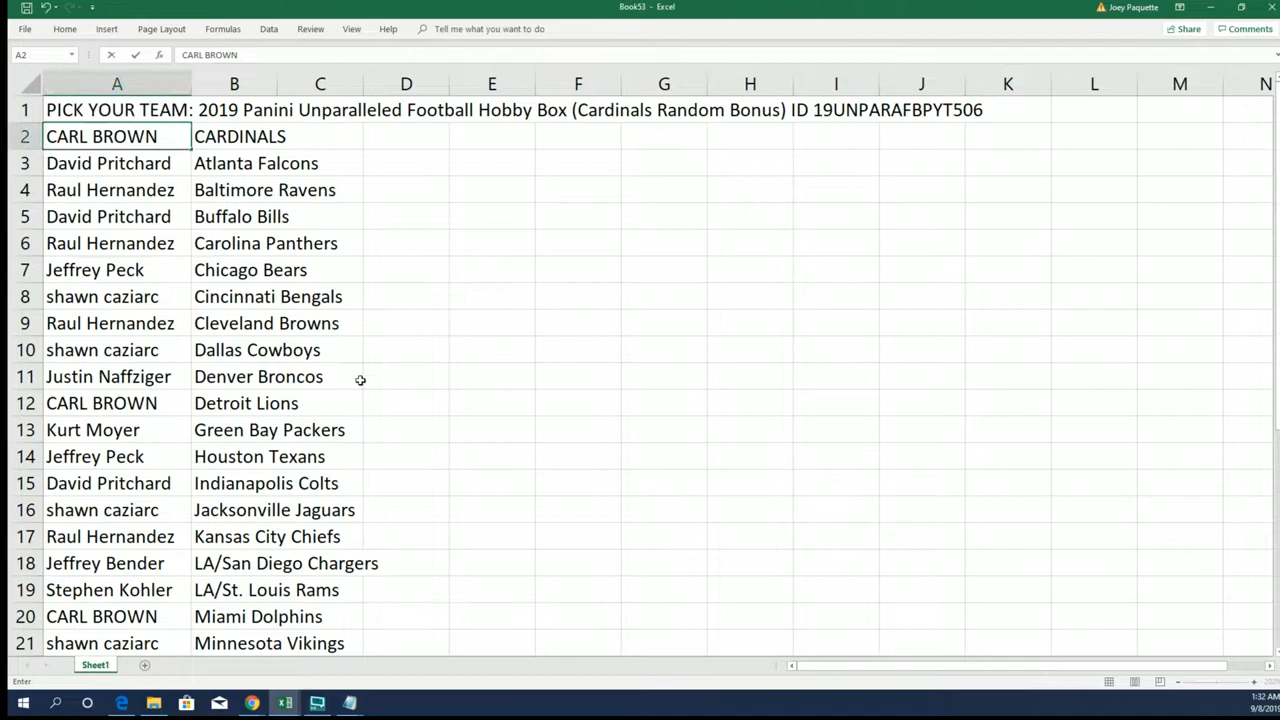 Book53 - Excel
Joey Paquette
File Home Insert Page Layout Formulas Data Review View Help Tell me what you want to do Share Comments
A2 fx CARL BROWN
A B C D E F G H I J K L M N
1 PICK YOUR TEAM: 2019 Panini Unparalleled Football Hobby Box (Cardinals Random Bonus) ID 19UNPARAFBPYT506
2 CARL BROWN CARDINALS
3 David Pritchard Atlanta Falcons
4 Raul Hernandez Baltimore Ravens
5 David Pritchard Buffalo Bills
6 Raul Hernandez Carolina Panthers
7 Jeffrey Peck Chicago Bears
8 shawn caziarc Cincinnati Bengals
9 Raul Hernandez Cleveland Browns
10 shawn caziarc Dallas Cowboys
11 Justin Naffziger Denver Broncos
12 CARL BROWN Detroit Lions
13 Kurt Moyer Green Bay Packers
14 Jeffrey Peck Houston Texans
15 David Pritchard Indianapolis Colts
16 shawn caziarc Jacksonville Jaguars
17 Raul Hernandez Kansas City Chiefs
18 Jeffrey Bender LA/San Diego Chargers
19 Stephen Kohler LA/St. Louis Rams
20 CARL BROWN Miami Dolphins
21 shawn caziarc Minnesota Vikings
Sheet1
Enter
1:32 AM
9/8/2019